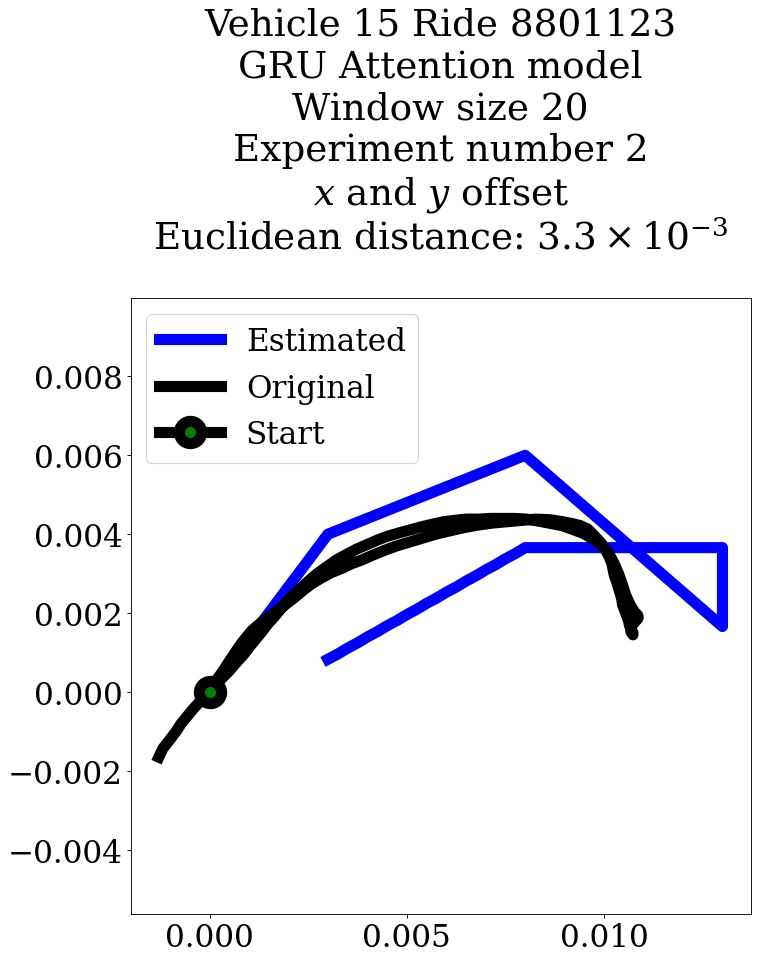 Vehicle 15 Ride 8801123
GRU Attention model
Window size 20
Experiment number 2
x and y offset
Euclidean distance: 3.3 × 10⁻³
Estimated
Original
Start
0.008
0.006
0.004
0.002
0.000
−0.002
−0.004
0.000 0.005 0.010